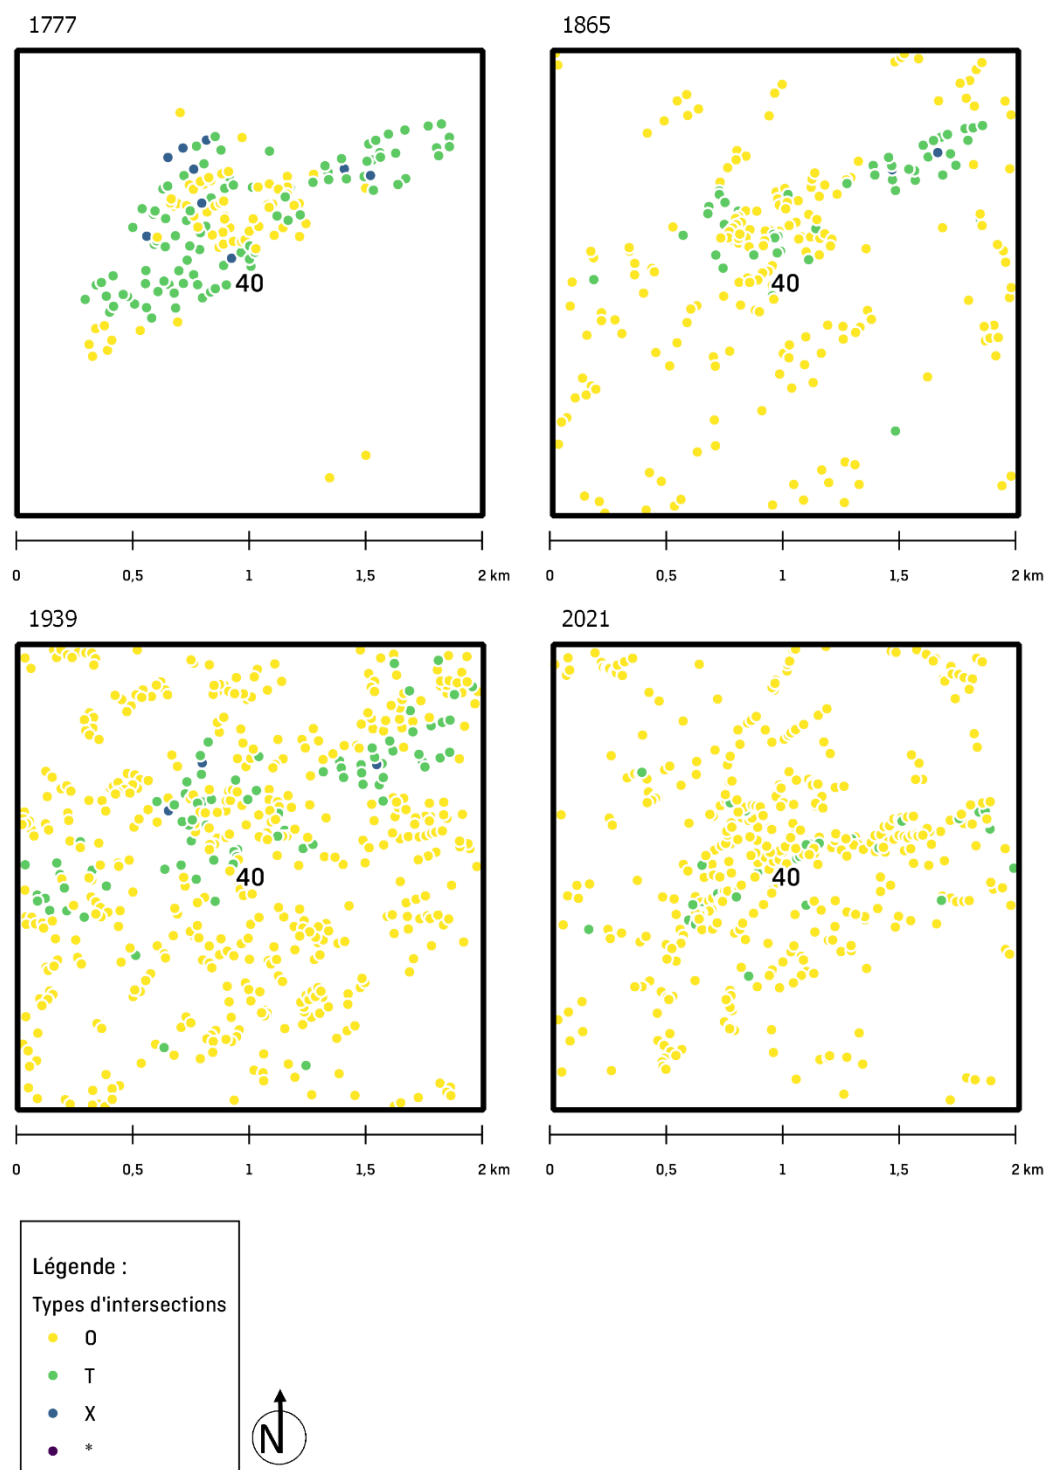 1777 1865
40 40
0 0,5 1 1,5 2 km 0 0,5 1 1,5 2 km
1939 2021
40 40
0 0,5 1 1,5 2 km 0 0,5 1 1,5 2 km
Légende :
Types d'intersections
O
T
X
*
N